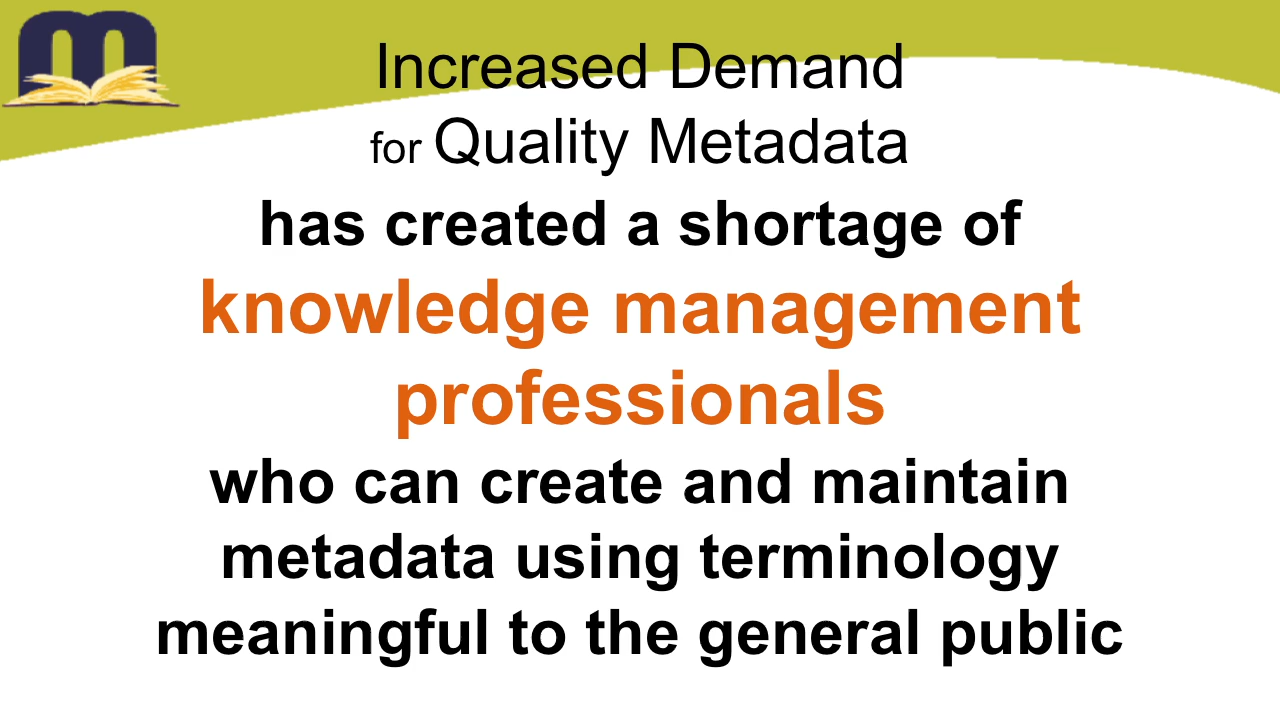 Increased Demand
for Quality Metadata
has created a shortage of
knowledge management
professionals
who can create and maintain
metadata using terminology
meaningful to the general public